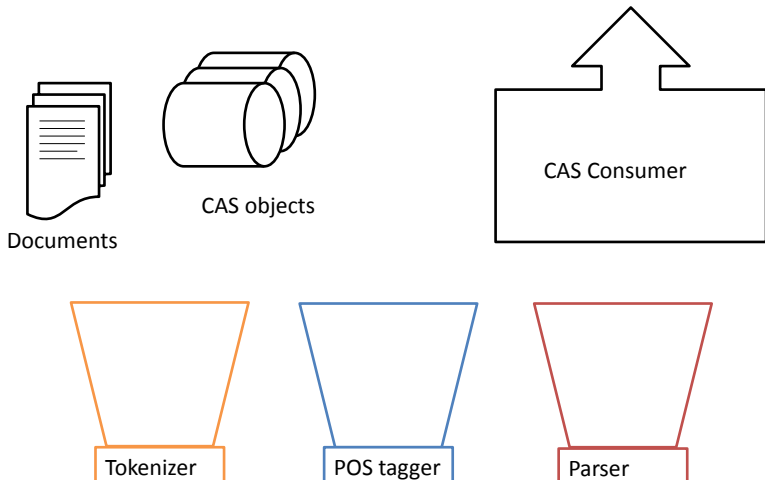 CAS Consumer
CAS objects
Documents
Tokenizer
POS tagger
Parser